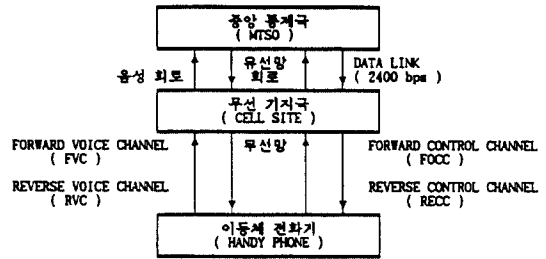 중앙 통제국
( MTSO )
음성 회로
유선망
회로
DATA LINK
( 2400 bps )
무선 기지국
( CELL SITE )
FORWARD VOICE CHANNEL
( FVC )
무선망
FORWARD CONTROL CHANNEL
( FOCC )
REVERSE VOICE CHANNEL
( RVC )
REVERSE CONTROL CHANNEL
( RECC )
이동체 전화기
( HANDY PHONE )